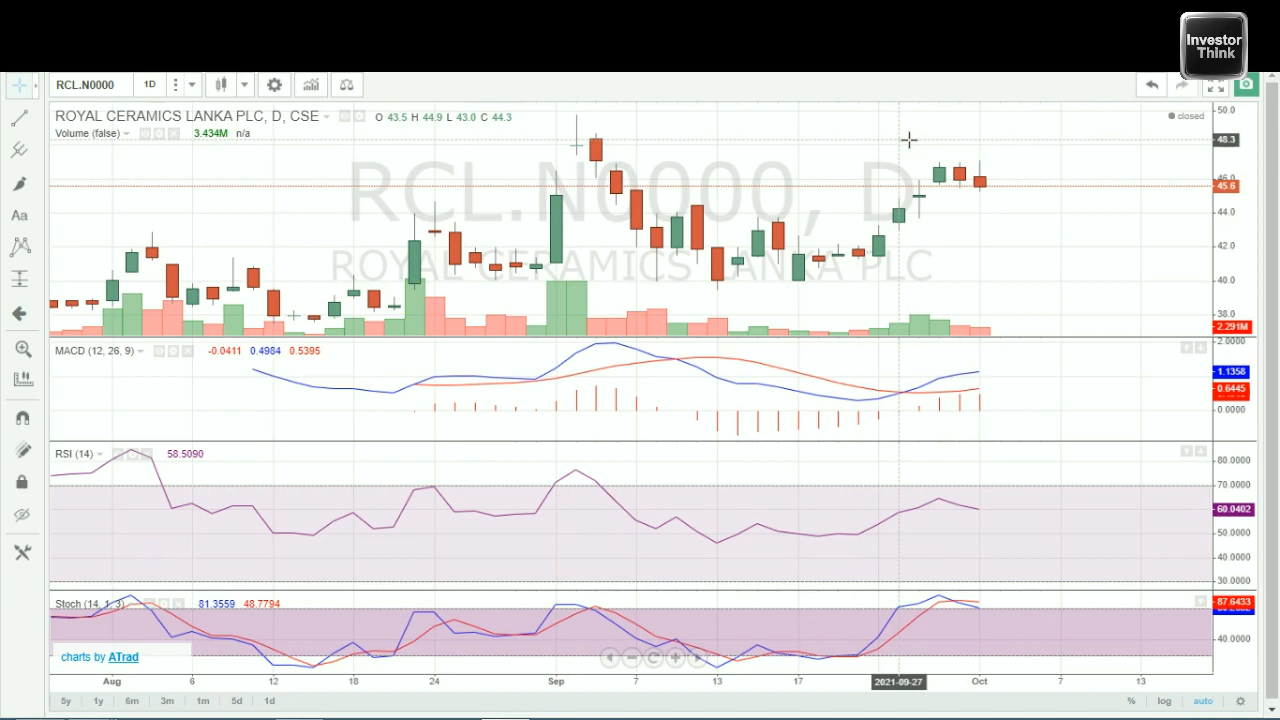 Investor
Think
RCL.N0000 1D
ROYAL CERAMICS LANKA PLC, D, CSE O 43.5 H 44.9 L 43.0 C 44.3
closed
Volume (false) 3.434M n/a
RCL.N0000, D
ROYAL CERAMICS LANKA PLC
50.0
48.3
46.0
45.6
44.0
42.0
40.0
38.0
2.291M
MACD (12, 26, 9) -0.0411 0.4984 0.5395
2.0000
1.1358
0.6445
0.0000
RSI (14) 58.5090
80.0000
70.0000
60.0402
50.0000
40.0000
30.0000
Stoch (14, 1, 3) 81.3559 48.7794
87.6433
40.0000
charts by ATrad
Aug 6 12 18 24 Sep 7 13 17 2021-09-27 Oct 7 13
5y 1y 6m 3m 1m 5d 1d % log auto
Aa